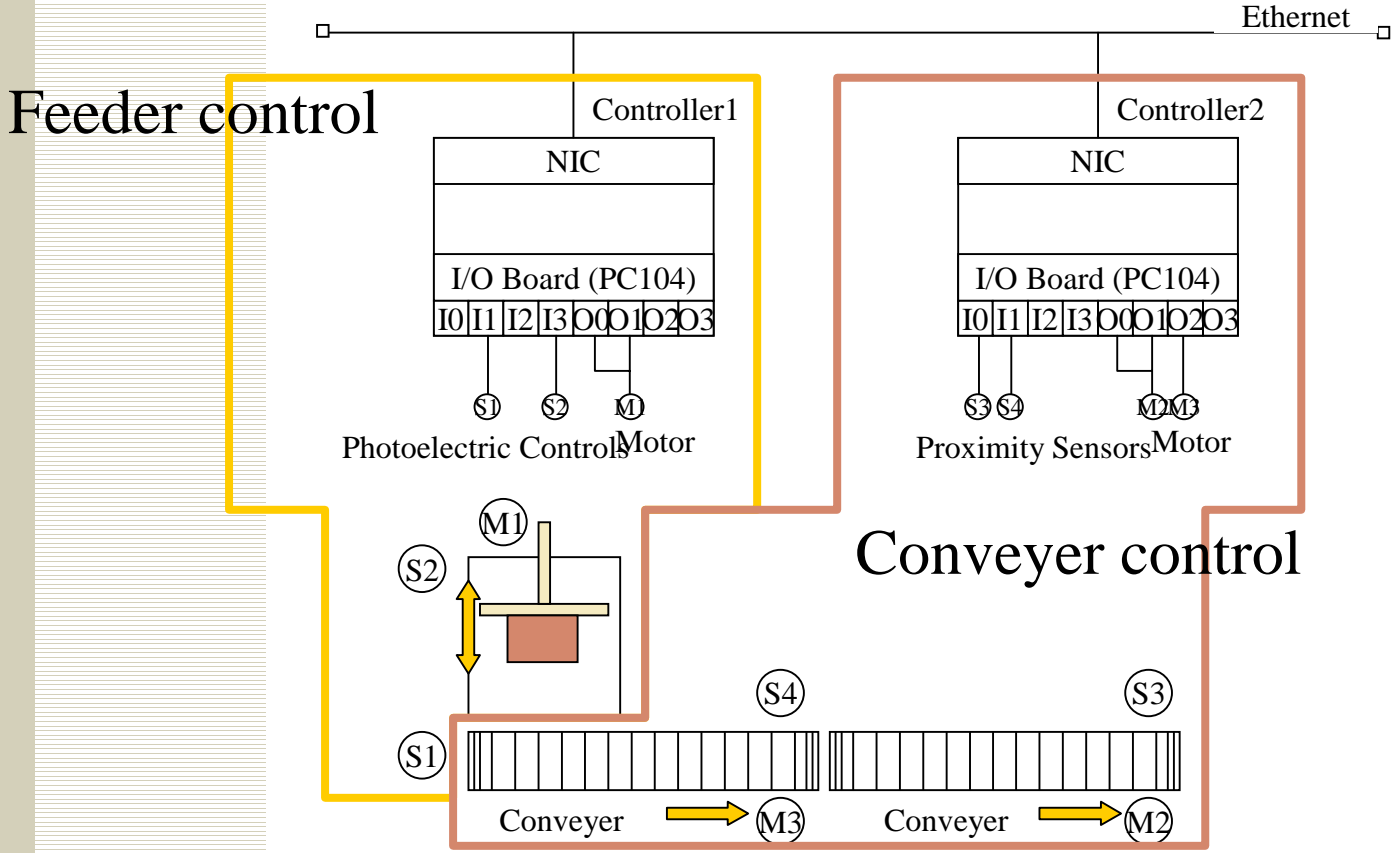 Ethernet
Feeder control
Controller1
Controller2
NIC
NIC
I/O Board (PC104)
I/O Board (PC104)
I0 I1 I2 I3 O0 O1 O2 O3
I0 I1 I2 I3 O0 O1 O2 O3
S1 S2 M1
S3 S4 M2 M3
Photoelectric Controls Motor
Proximity Sensors Motor
M1
Conveyer control
S2
S4
S3
S1
Conveyer
M3
Conveyer
M2